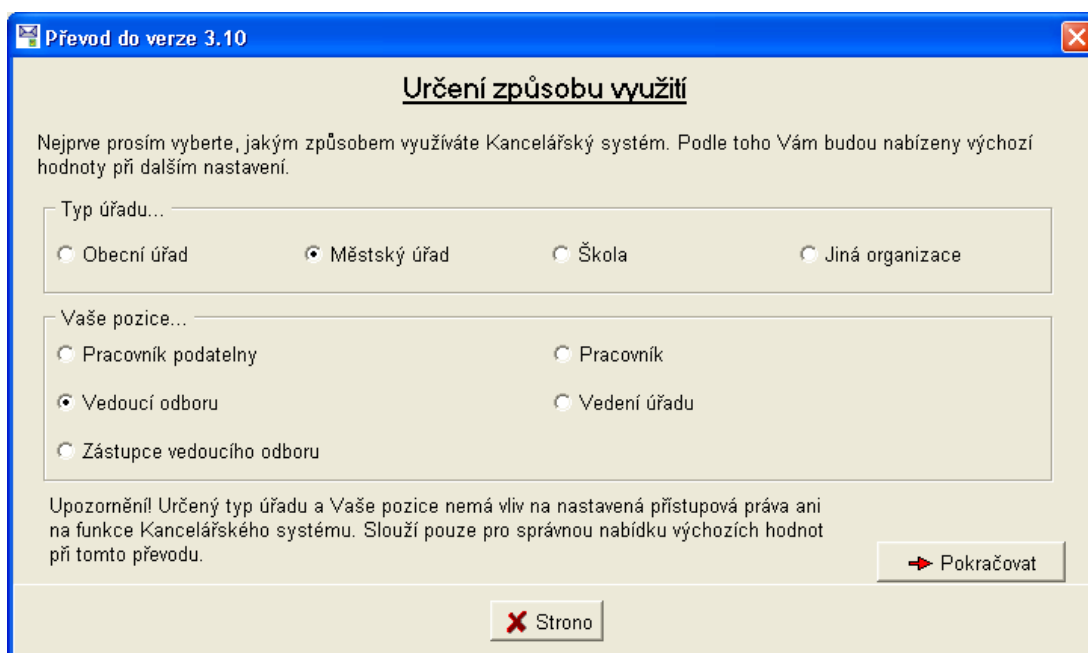 Převod do verze 3.10
Určení způsobu využití
Nejprve prosím vyberte, jakým způsobem využíváte Kancelářský systém. Podle toho Vám budou nabízeny výchozí
hodnoty při dalším nastavení.
Typ úřadu...
Obecní úřad Městský úřad Škola Jiná organizace
Vaše pozice...
Pracovník podatelny Pracovník
Vedoucí odboru Vedení úřadu
Zástupce vedoucího odboru
Upozornění! Určený typ úřadu a Vaše pozice nemá vliv na nastavená přístupová práva ani
na funkce Kancelářského systému. Slouží pouze pro správnou nabídku výchozích hodnot
při tomto převodu.
Pokračovat
Strono